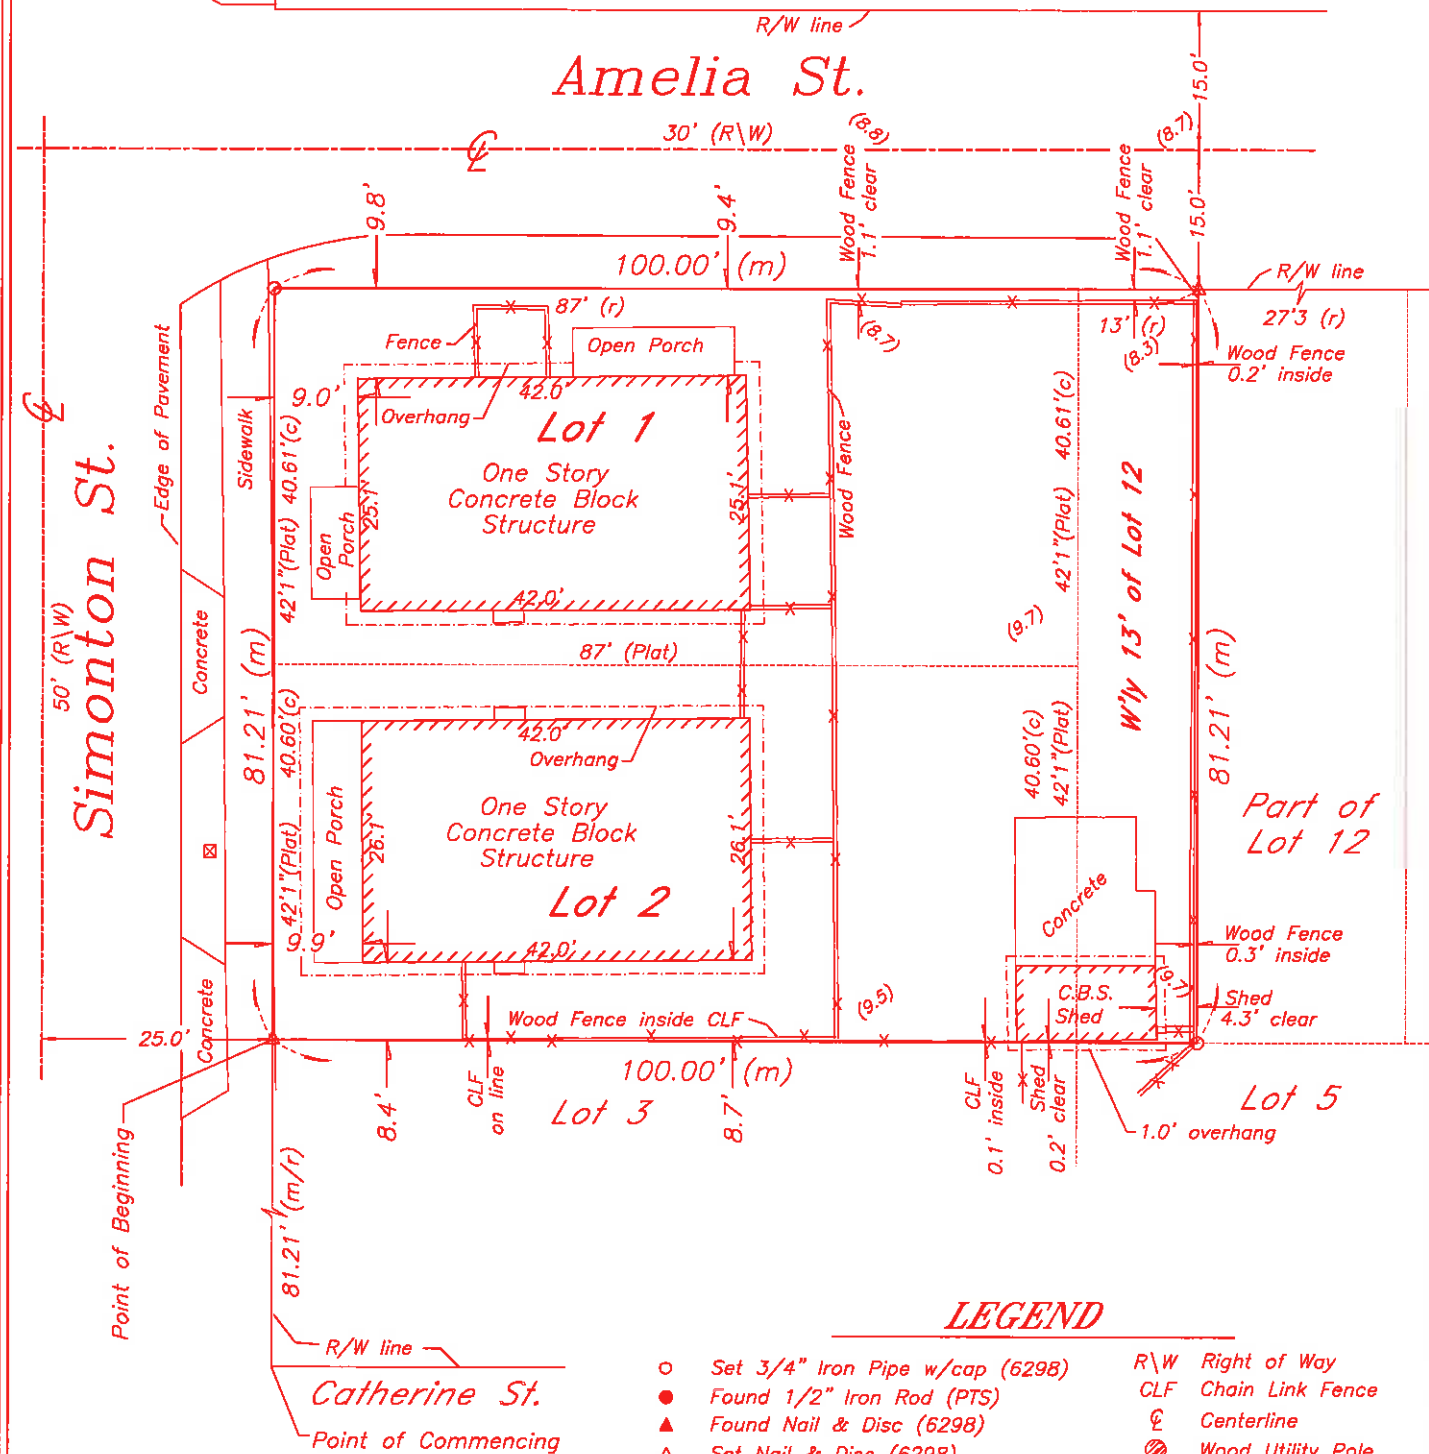 R/W line
Amelia St.
15.0'
30' (R\W)
(8.8)
(8.7)
℄
Wood Fence
1.1' clear
Wood Fence
1.1' clear
15.0'
9.8'
9.4'
100.00' (m)
R/W line
27'3 (r)
87' (r)
13' (r)
(8.7)
(8.3)
Fence
Open Porch
Wood Fence
0.2' inside
9.0'
42.0'
Overhang
Lot 1
One Story
Concrete Block
Structure
25.1'
25.1'
42.0'
Open
Porch
Wood Fence
40.61'(c)
42'1"(Plat)
W'ly 13' of Lot 12
(9.7)
℄
Simonton St.
50' (R\W)
Edge of Pavement
Sidewalk
40.61'(c)
42'1"(Plat)
Concrete
81.21' (m)
87' (Plat)
81.21' (m)
40.60'(c)
42'1"(Plat)
42.0'
Overhang
One Story
Concrete Block
Structure
Lot 2
26.1'
26.1'
42.0'
Open Porch
40.60'(c)
42'1"(Plat)
Part of
Lot 12
Concrete
9.9'
Wood Fence
0.3' inside
C.B.S.
Shed
(9.7)
(9.5)
Shed
4.3' clear
Concrete
25.0'
Wood Fence inside CLF
100.00' (m)
CLF
on line
8.4'
8.7'
Lot 3
CLF
0.1' inside
Shed
0.2' clear
1.0' overhang
Lot 5
Point of Beginning
81.21' (m/r)
R/W line
Catherine St.
Point of Commencing
LEGEND
Set 3/4" Iron Pipe w/cap (6298)
Found 1/2" Iron Rod (PTS)
Found Nail & Disc (6298)
Set Nail & Disc (6298)
R\W Right of Way
CLF Chain Link Fence
℄ Centerline
Wood Utility Pole